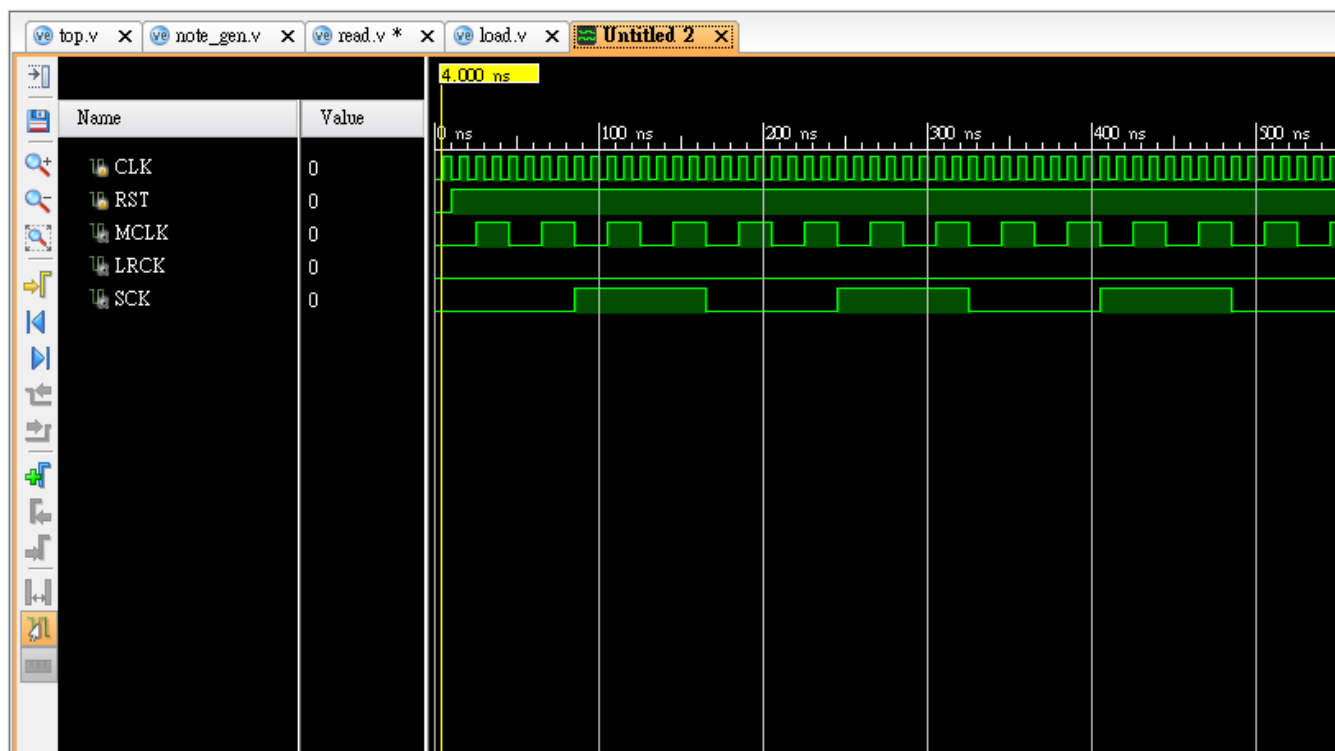 top.v note_gen.v read.v * load.v Untitled 2
4.000 ns
Name Value
0 ns 100 ns 200 ns 300 ns 400 ns 500 ns
CLK 0
RST 0
MCLK 0
LRCK 0
SCK 0